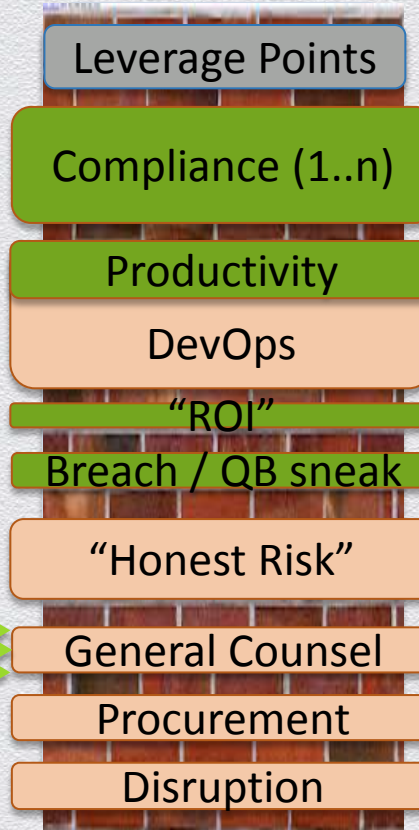 Leverage Points
Compliance (1..n)
Productivity
DevOps
“ROI”
Breach / QB sneak
“Honest Risk”
General Counsel
Procurement
Disruption